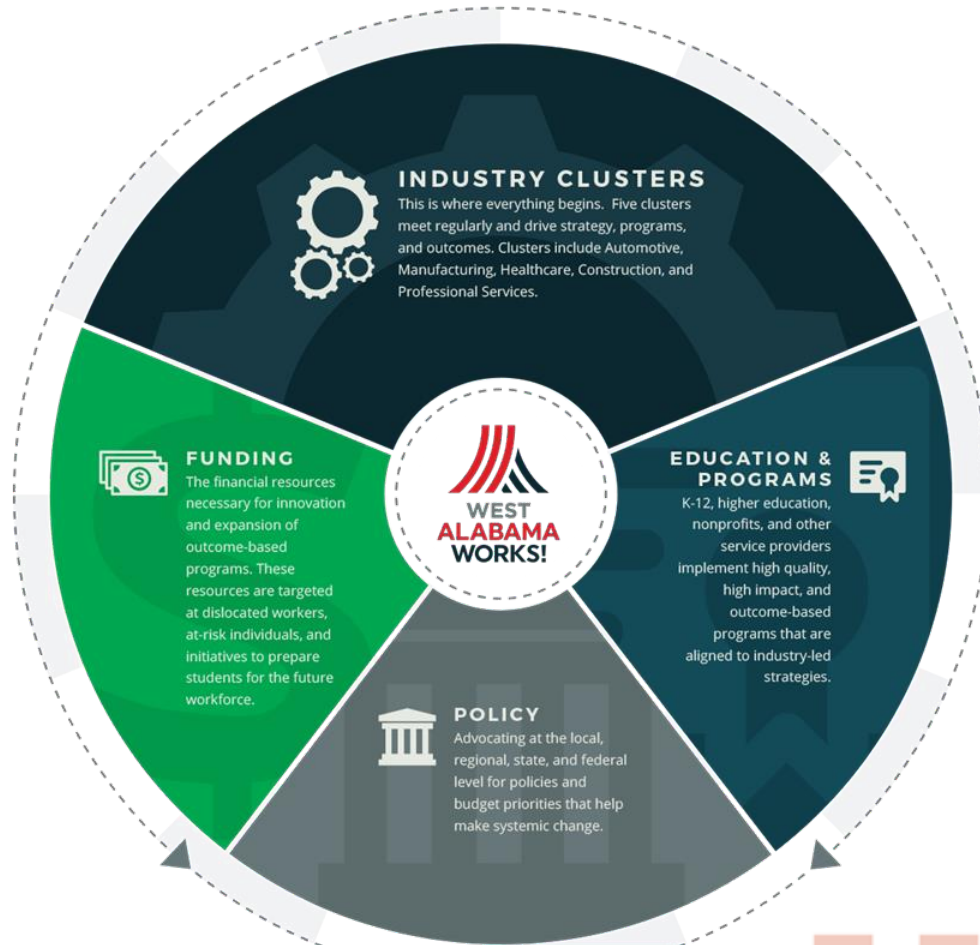 INDUSTRY CLUSTERS
This is where everything begins. Five clusters
meet regularly and drive strategy, programs,
and outcomes. Clusters include Automotive,
Manufacturing, Healthcare, Construction, and
Professional Services.
FUNDING
The financial resources
necessary for innovation
and expansion of
outcome-based
programs. These
resources are targeted
at dislocated workers,
at-risk individuals, and
initiatives to prepare
students for the future
workforce.
WEST
ALABAMA
WORKS!
EDUCATION &
PROGRAMS
K-12, higher education,
nonprofits, and other
service providers
implement high quality,
high impact, and
outcome-based
programs that are
aligned to industry-led
strategies.
POLICY
Advocating at the local,
regional, state, and federal
level for policies and
budget priorities that help
make systemic change.